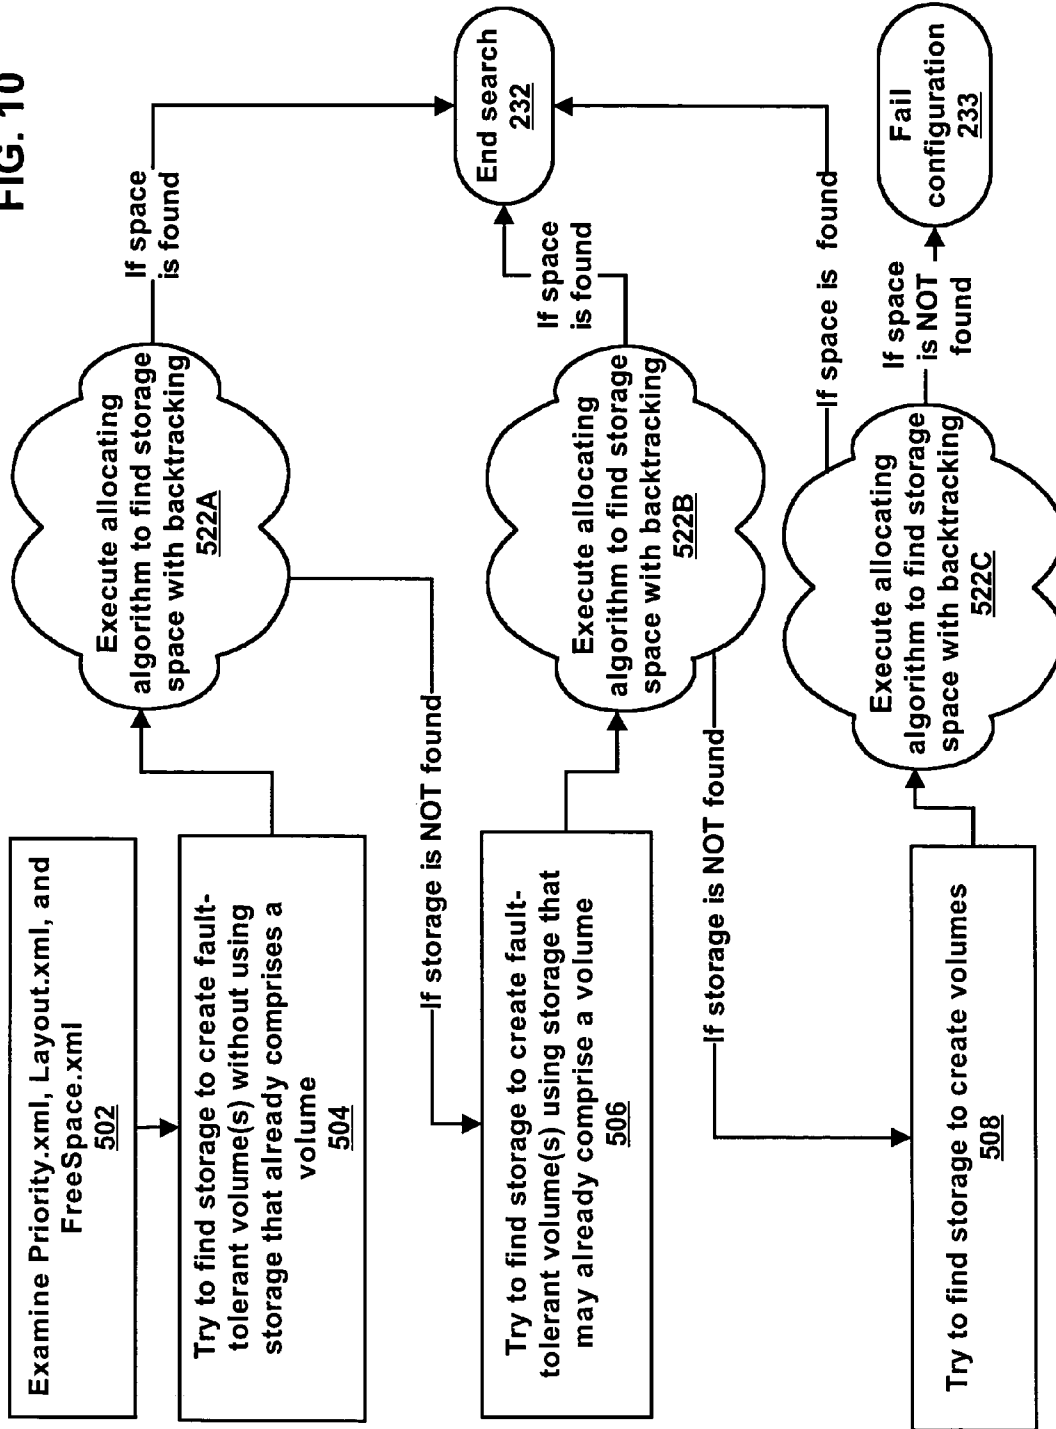 FIG. 10
Examine Priority.xml, Layout.xml, and
FreeSpace.xml
502
Try to find storage to create fault-
tolerant volume(s) without using
storage that already comprises a
volume
504
Execute allocating
algorithm to find storage
space with backtracking
522A
If space
is found
End search
232
If storage is NOT found
Try to find storage to create fault-
tolerant volume(s) using storage that
may already comprise a volume
506
Execute allocating
algorithm to find storage
space with backtracking
522B
If space
is found
If storage is NOT found
Try to find storage to create volumes
508
Execute allocating
algorithm to find storage
space with backtracking
522C
If space is found
If space
is NOT
found
Fail
configuration
233